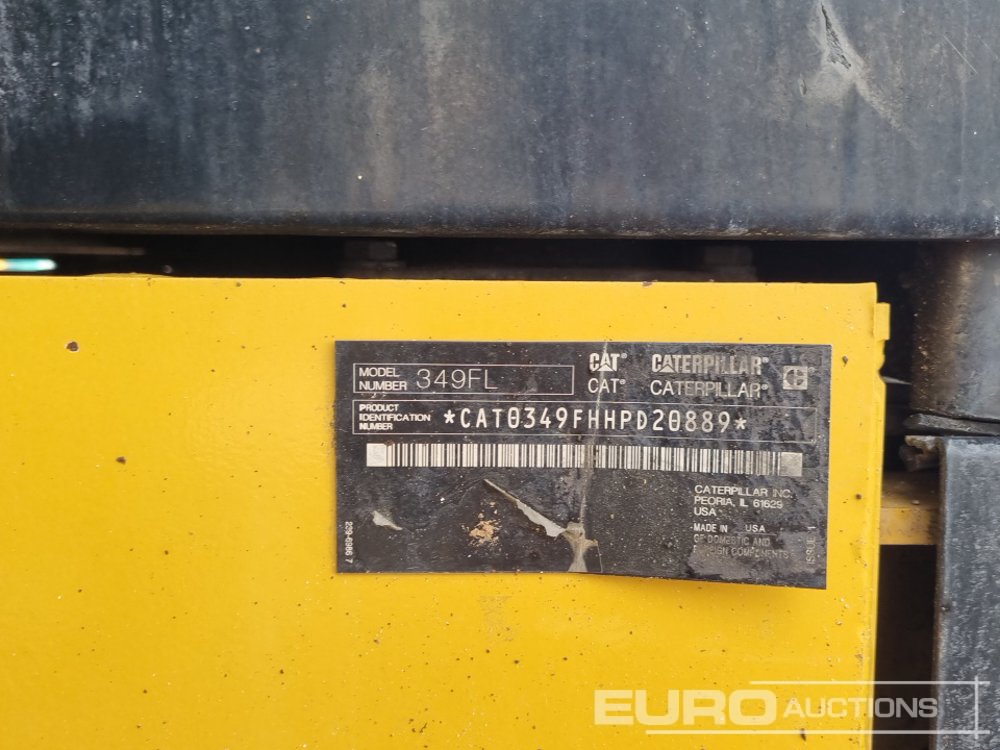 MODEL NUMBER 349FL
CAT® CATERPILLAR®
CAT® CATERPILLAR®
PRODUCT IDENTIFICATION NUMBER *CAT0349FHHPD20889*
CATERPILLAR INC.
PEORIA, IL 61629
USA
MADE IN USA
OF DOMESTIC AND
FOREIGN COMPONENTS
EURO AUCTIONS